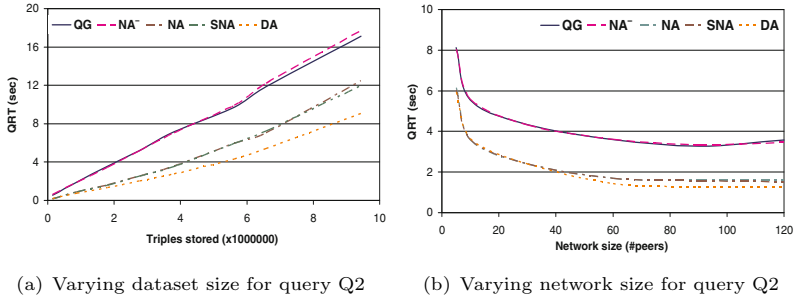 20
16
12
8
4
0
QRT (sec)
QG NA⁻ NA SNA DA
0 2 4 6 8 10
Triples stored (x1000000)
(a) Varying dataset size for query Q2
10
8
6
4
2
0
QRT (sec)
QG NA⁻ NA SNA DA
0 20 40 60 80 100 120
Network size (#peers)
(b) Varying network size for query Q2